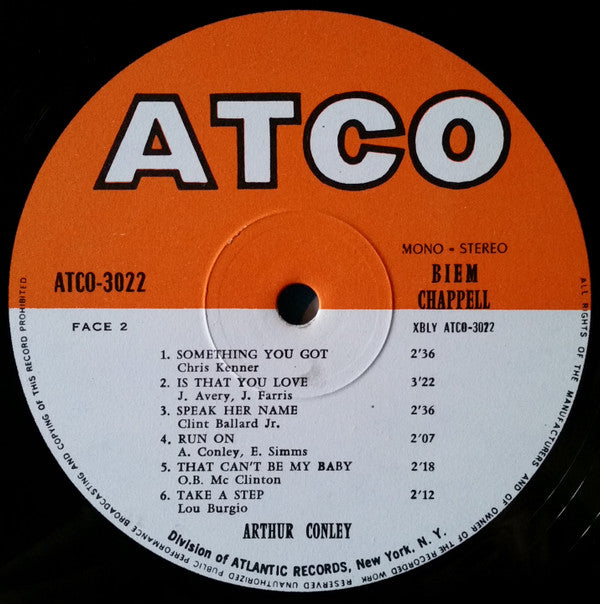 ATCO
MONO • STEREO
ATCO-3022
BIEM
CHAPPELL
FACE 2
XBLY ATCO-3022
1. SOMETHING YOU GOT 2'36
Chris Kenner
2. IS THAT YOU LOVE 3'22
J. Avery, J. Farris
3. SPEAK HER NAME 2'36
Clint Ballard Jr.
4. RUN ON 2'07
A. Conley, E. Simms
5. THAT CAN'T BE MY BABY 2'18
O.B. Mc Clinton
6. TAKE A STEP 2'12
Lou Burgio
ARTHUR CONLEY
Division of ATLANTIC RECORDS, New York, N. Y.
ALL RIGHTS OF THE MANUFACTURERS AND OF OWNER OF THE RECORDED WORK RESERVED UNAUTHORIZED PUBLIC PERFORMANCE BROADCASTING AND COPYING OF THIS RECORD PROHIBITED